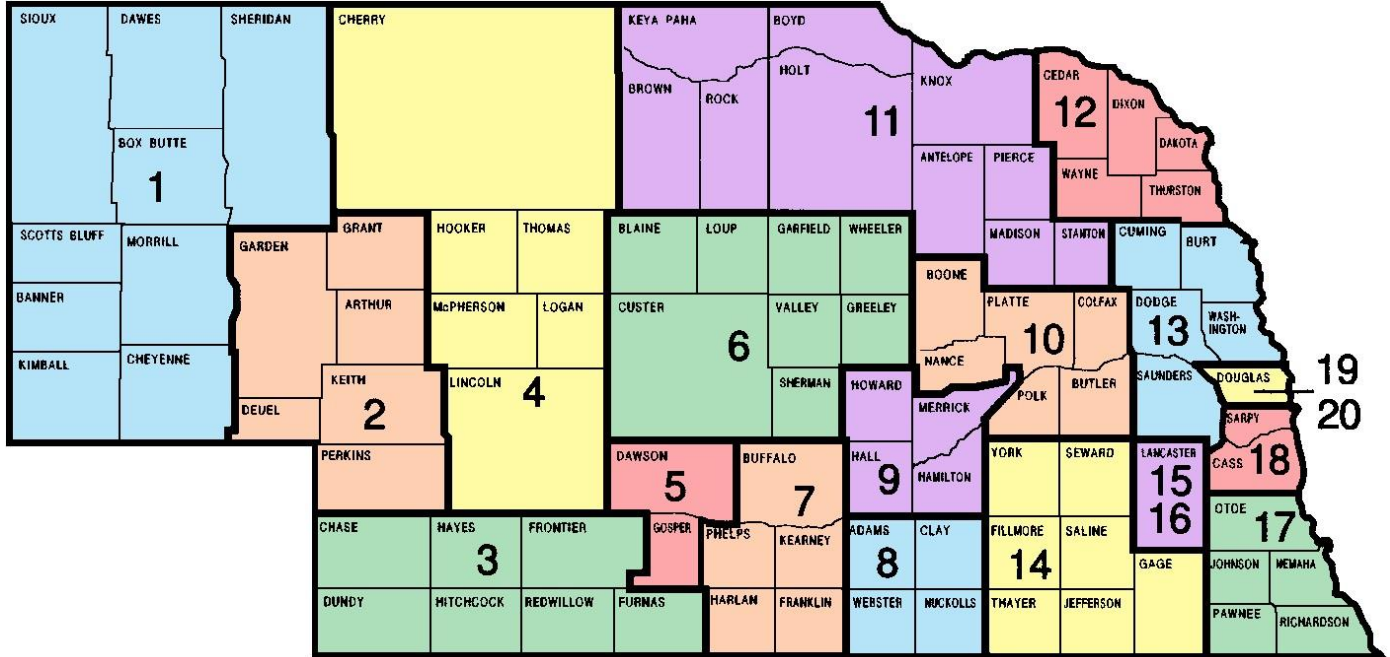 SIOUX
DAWES
SHERIDAN
CHERRY
KEYA PAHA
BOYD
HOLT
KNOX
BROWN
ROCK
11
CEDAR
12
DIXON
DAKOTA
BOX BUTTE
1
ANTELOPE
PIERCE
WAYNE
THURSTON
SCOTTS BLUFF
MORRILL
GARDEN
GRANT
HOOKER
THOMAS
BLAINE
LOUP
GARFIELD
WHEELER
MADISON
STANTON
CUMING
BURT
BANNER
ARTHUR
McPHERSON
LOGAN
CUSTER
VALLEY
GREELEY
BOONE
PLATTE
COLFAX
DODGE
WASH-
INGTON
13
10
6
NANCE
KIMBALL
CHEYENNE
DEUEL
KEITH
2
LINCOLN
4
SHERMAN
HOWARD
MERRICK
POLK
BUTLER
SAUNDERS
DOUGLAS
19
20
SARPY
CASS
18
PERKINS
DAWSON
5
BUFFALO
7
HALL
9
HAMILTON
YORK
SEWARD
LANCASTER
15
16
OTOE
17
CHASE
HAYES
FRONTIER
3
GOSPER
PHELPS
KEARNEY
ADAMS
CLAY
8
FILLMORE
SALINE
14
GAGE
JOHNSON
NEMAHA
DUNDY
HITCHCOCK
REDWILLOW
FURNAS
HARLAN
FRANKLIN
WEBSTER
NUCKOLLS
THAYER
JEFFERSON
PAWNEE
RICHARDSON